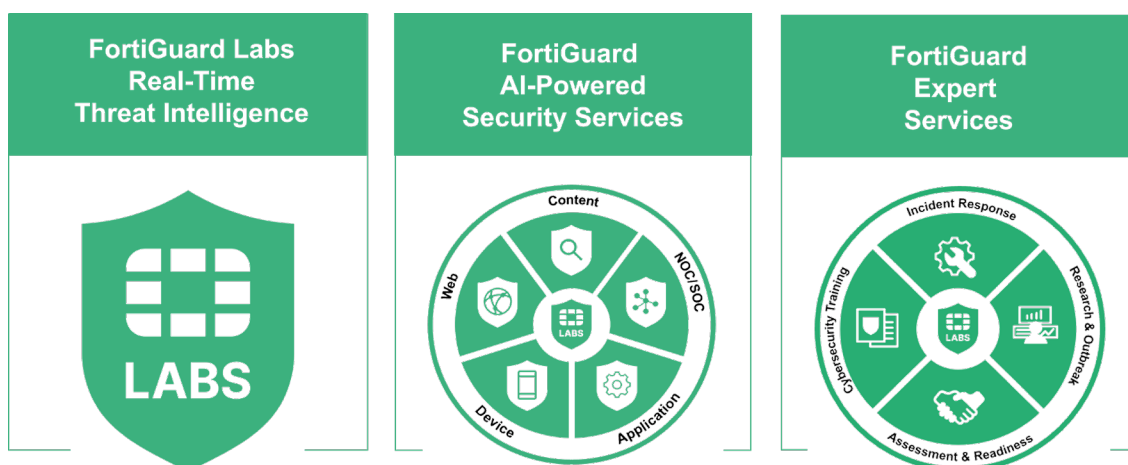 FortiGuard Labs
Real-Time
Threat Intelligence
LABS
FortiGuard
AI-Powered
Security Services
Content
NOC/SOC
Application
Device
Web
LABS
FortiGuard
Expert
Services
Incident Response
Research & Outbreak
Assessment & Readiness
Cybersecurity Training
LABS